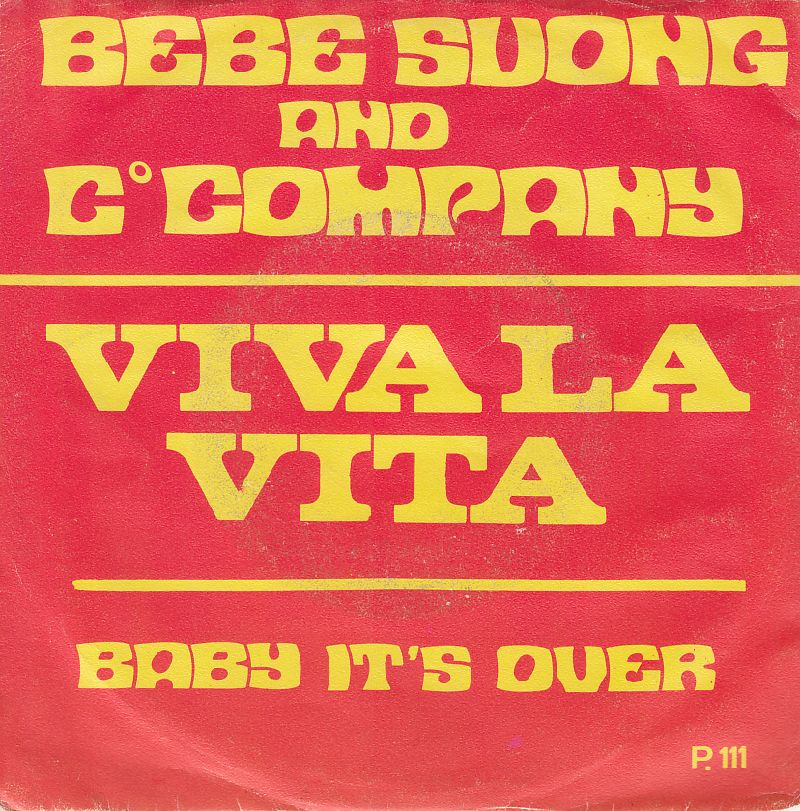 BEBE SUONG
AND
C° COMPANY
VIVA LA
VITA
BABY IT'S OVER
P. 111